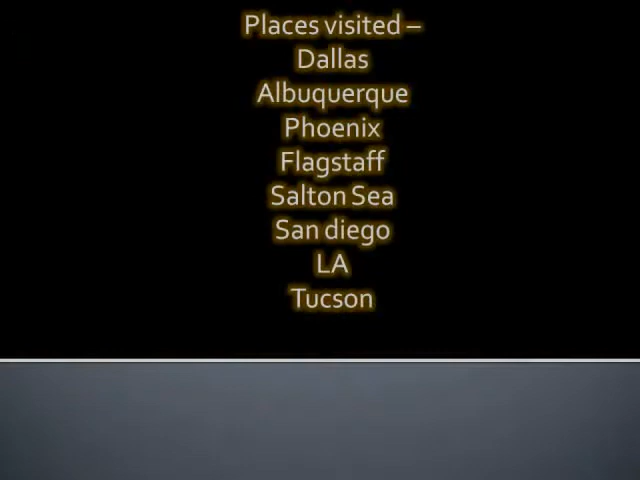 Places visited –
Dallas
Albuquerque
Phoenix
Flagstaff
Salton Sea
San diego
LA
Tucson